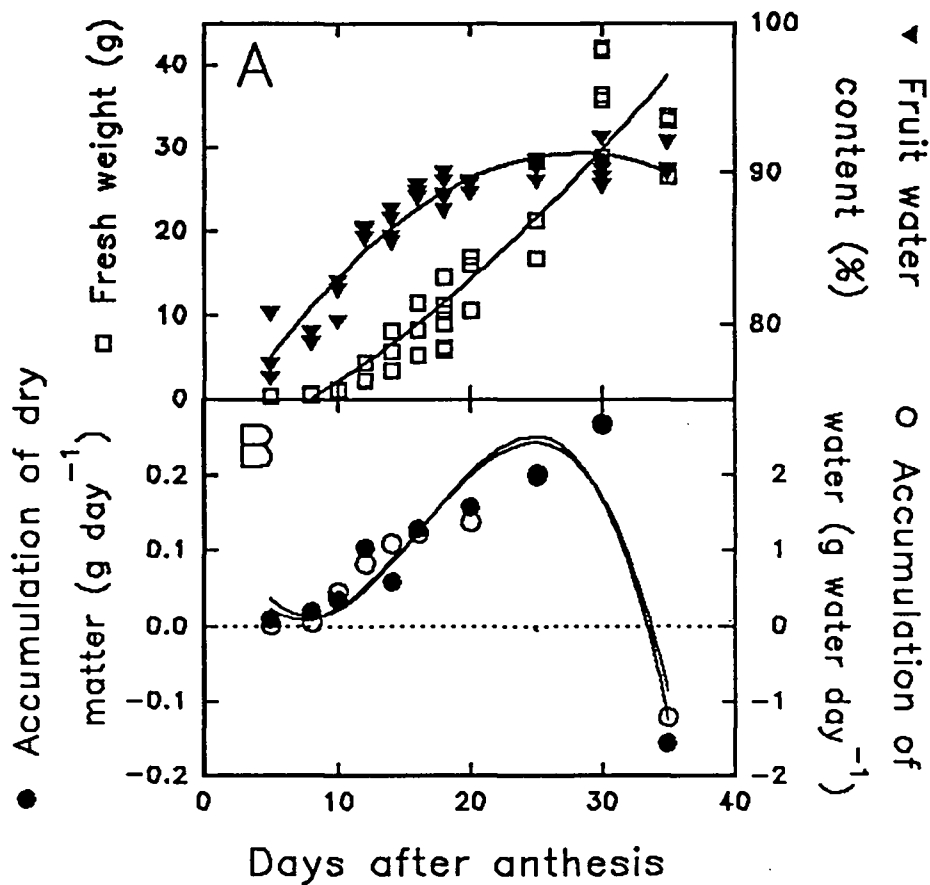 A
□ Fresh weight (g)
40
30
20
10
0
100
90
80
▼ Fruit water
content (%)
B
● Accumulation of dry
matter (g day⁻¹)
0.2
0.1
0.0
-0.1
-0.2
2
1
0
-1
-2
○ Accumulation of
water (g water day⁻¹)
0 10 20 30 40
Days after anthesis